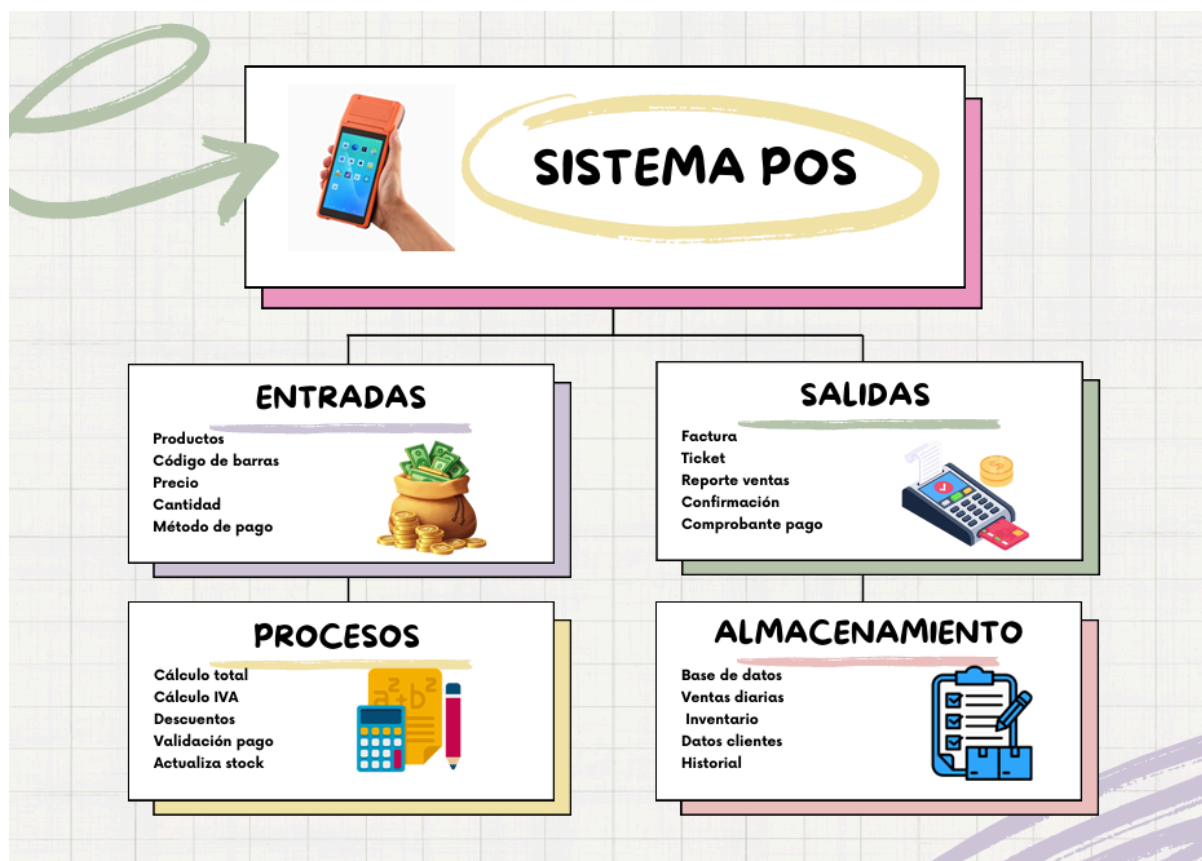 SISTEMA POS
ENTRADAS
Productos
Código de barras
Precio
Cantidad
Método de pago
SALIDAS
Factura
Ticket
Reporte ventas
Confirmación
Comprobante pago
PROCESOS
a²+b²
Cálculo total
Cálculo IVA
Descuentos
Validación pago
Actualiza stock
ALMACENAMIENTO
Base de datos
Ventas diarias
Inventario
Datos clientes
Historial